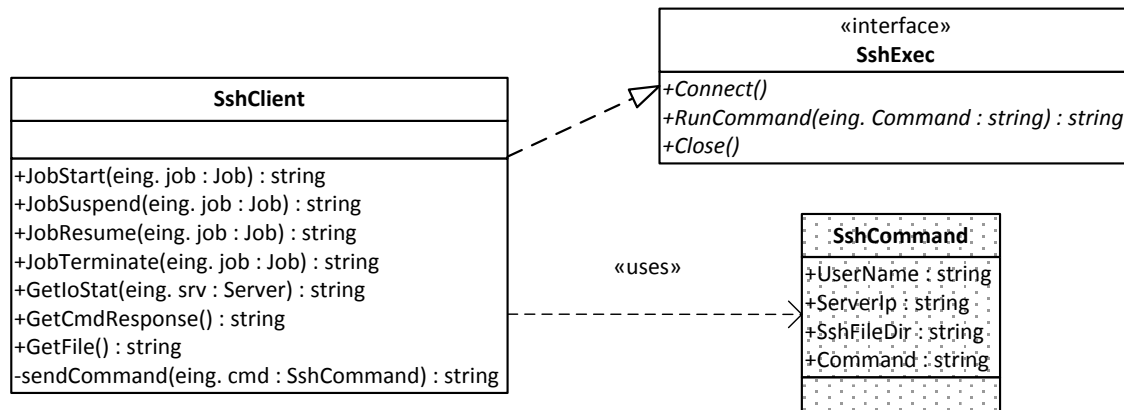 «interface»
SshExec
+Connect()
+RunCommand(eing. Command : string) : string
+Close()
SshClient
+JobStart(eing. job : Job) : string
+JobSuspend(eing. job : Job) : string
+JobResume(eing. job : Job) : string
+JobTerminate(eing. job : Job) : string
+GetIoStat(eing. srv : Server) : string
+GetCmdResponse() : string
+GetFile() : string
-sendCommand(eing. cmd : SshCommand) : string
«uses»
SshCommand
+UserName : string
+ServerIp : string
+SshFileDir : string
+Command : string